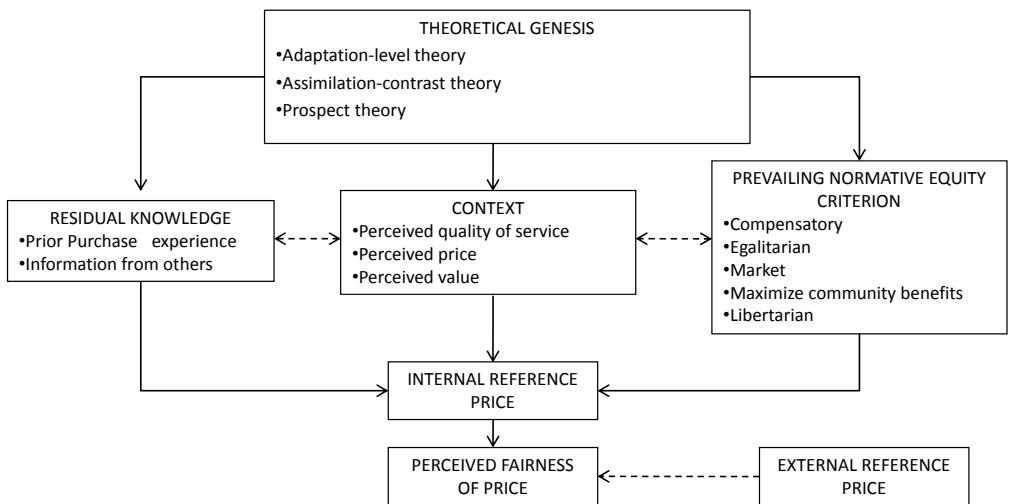 THEORETICAL GENESIS
•Adaptation-level theory
•Assimilation-contrast theory
•Prospect theory
RESIDUAL KNOWLEDGE
•Prior Purchase experience
•Information from others
CONTEXT
•Perceived quality of service
•Perceived price
•Perceived value
PREVAILING NORMATIVE EQUITY
CRITERION
•Compensatory
•Egalitarian
•Market
•Maximize community benefits
•Libertarian
INTERNAL REFERENCE
PRICE
PERCEIVED FAIRNESS
OF PRICE
EXTERNAL REFERENCE
PRICE